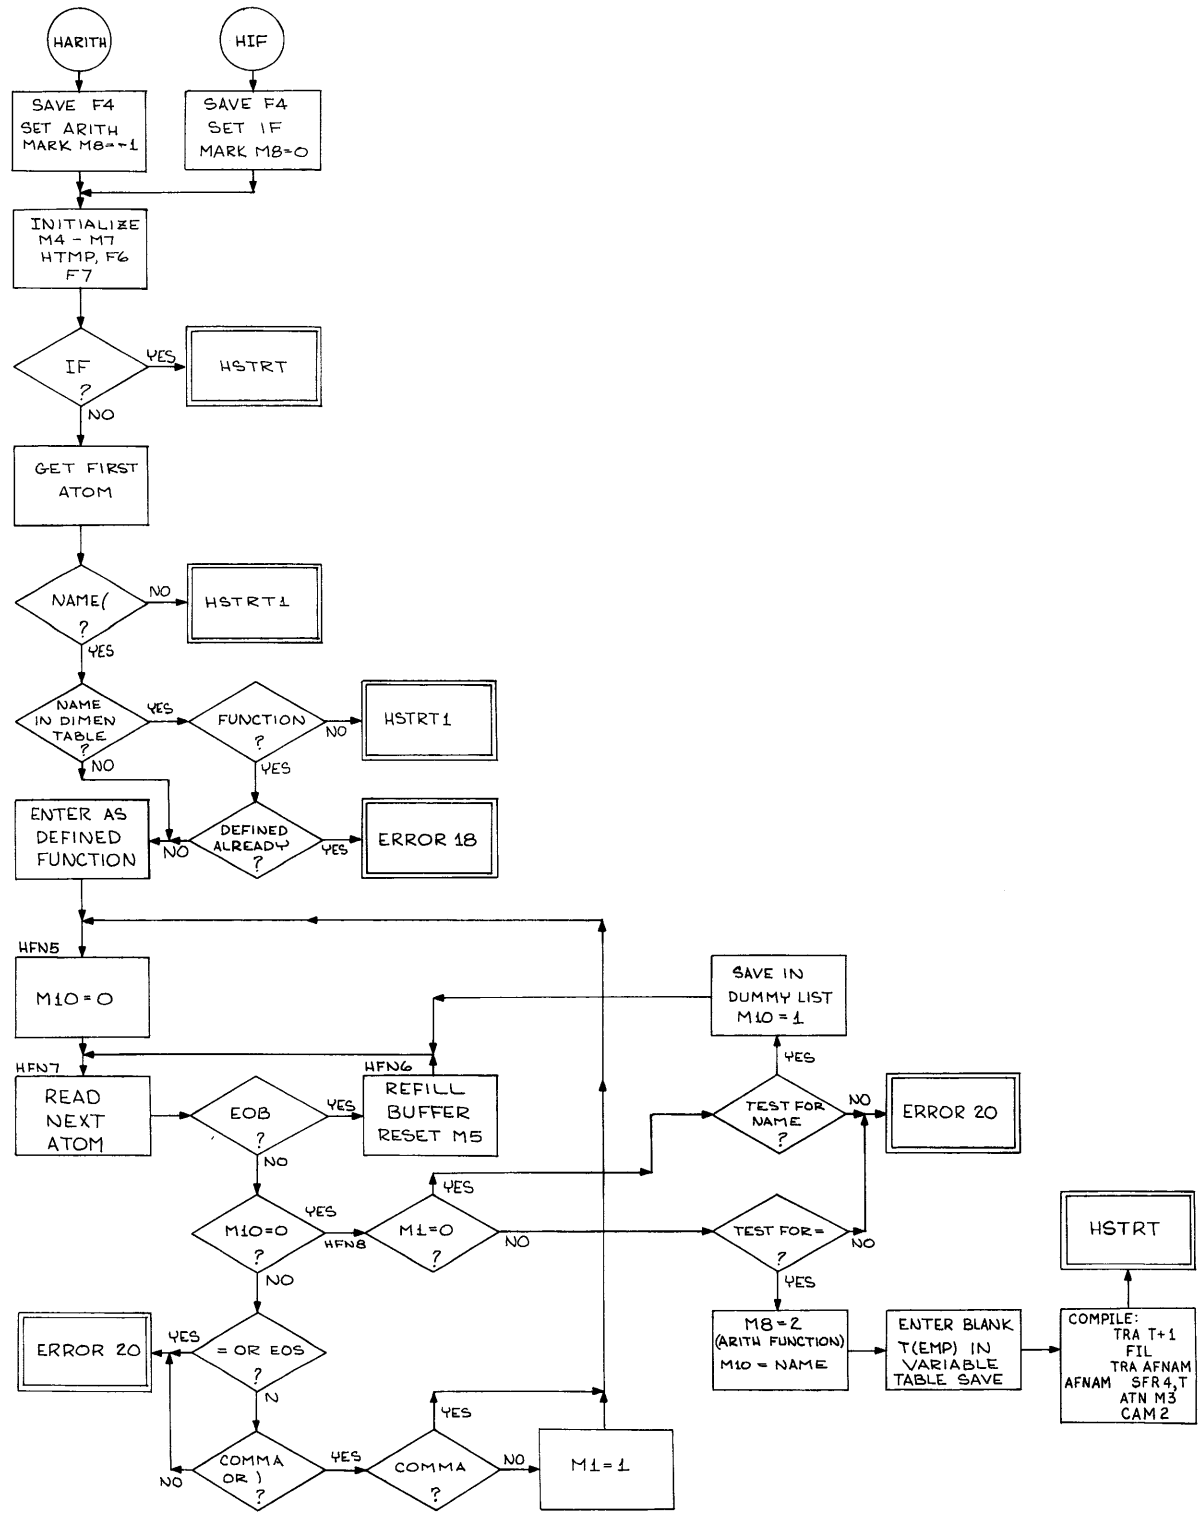 HARITH
HIF
SAVE F4
SET ARITH
MARK M8=-1
SAVE F4
SET IF
MARK M8=0
INITIALIZE
M4 - M7
HTMP, F6
F7
IF
?
YES
HSTRT
NO
GET FIRST
ATOM
NAME(
?
NO
HSTRT1
YES
NAME
IN DIMEN
TABLE
?
YES
FUNCTION
?
NO
HSTRT1
NO
YES
ENTER AS
DEFINED
FUNCTION
NO
DEFINED
ALREADY
?
YES
ERROR 18
HFN5
M10=0
SAVE IN
DUMMY LIST
M10=1
YES
HFN7
READ
NEXT
ATOM
EOB
?
YES
HFN6
REFILL
BUFFER
RESET M5
TEST FOR
NAME
?
NO
ERROR 20
NO
YES
M10=0
?
YES
HFN8
M1=0
?
NO
TEST FOR=
?
NO
HSTRT
NO
YES
ERROR 20
YES
= OR EOS
?
M8=2
(ARITH FUNCTION)
M10 = NAME
ENTER BLANK
T(EMP) IN
VARIABLE
TABLE SAVE
COMPILE:
TRA T+1
FIL
TRA AFNAM
AFNAM SFR4,T
ATN M3
CAM2
N
YES
NO
COMMA
OR )
?
YES
COMMA
?
NO
M1=1